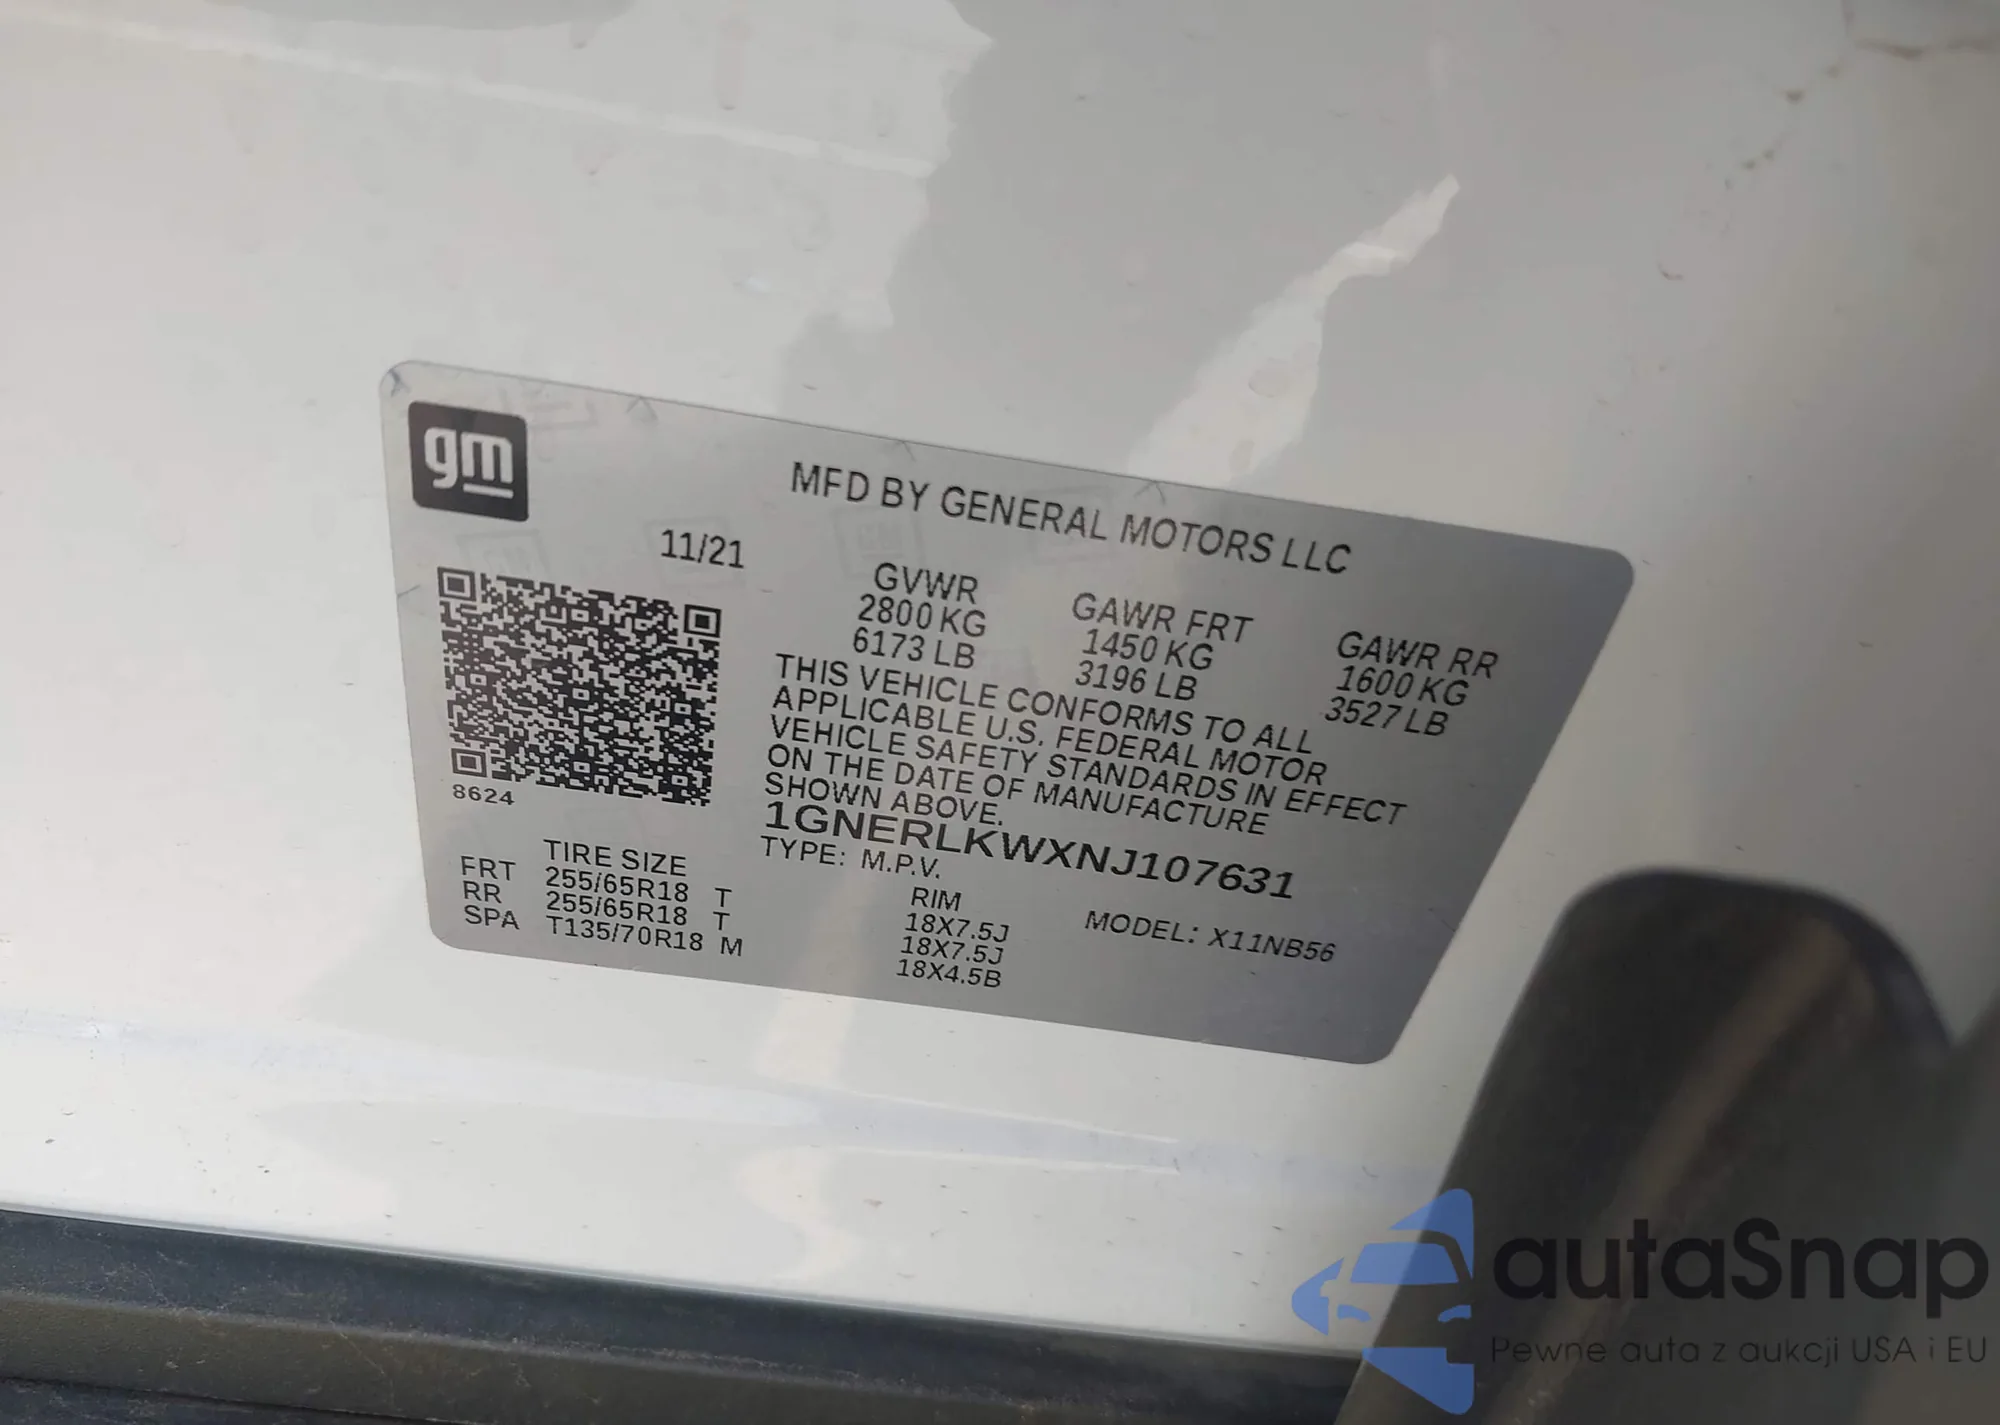 gm
MFD BY GENERAL MOTORS LLC
11/21
GVWR GAWR FRT GAWR RR
2800 KG 1450 KG 1600 KG
6173 LB 3196 LB 3527 LB
THIS VEHICLE CONFORMS TO ALL
APPLICABLE U.S. FEDERAL MOTOR
VEHICLE SAFETY STANDARDS IN EFFECT
ON THE DATE OF MANUFACTURE
SHOWN ABOVE.
8624
1GNERLKWXNJ107631
TYPE: M.P.V. MODEL: X11NB56
TIRE SIZE RIM
FRT 255/65R18 T 18X7.5J
RR 255/65R18 T 18X7.5J
SPA T135/70R18 M 18X4.5B
autaSnap
Pewne auta z aukcji USA i EU